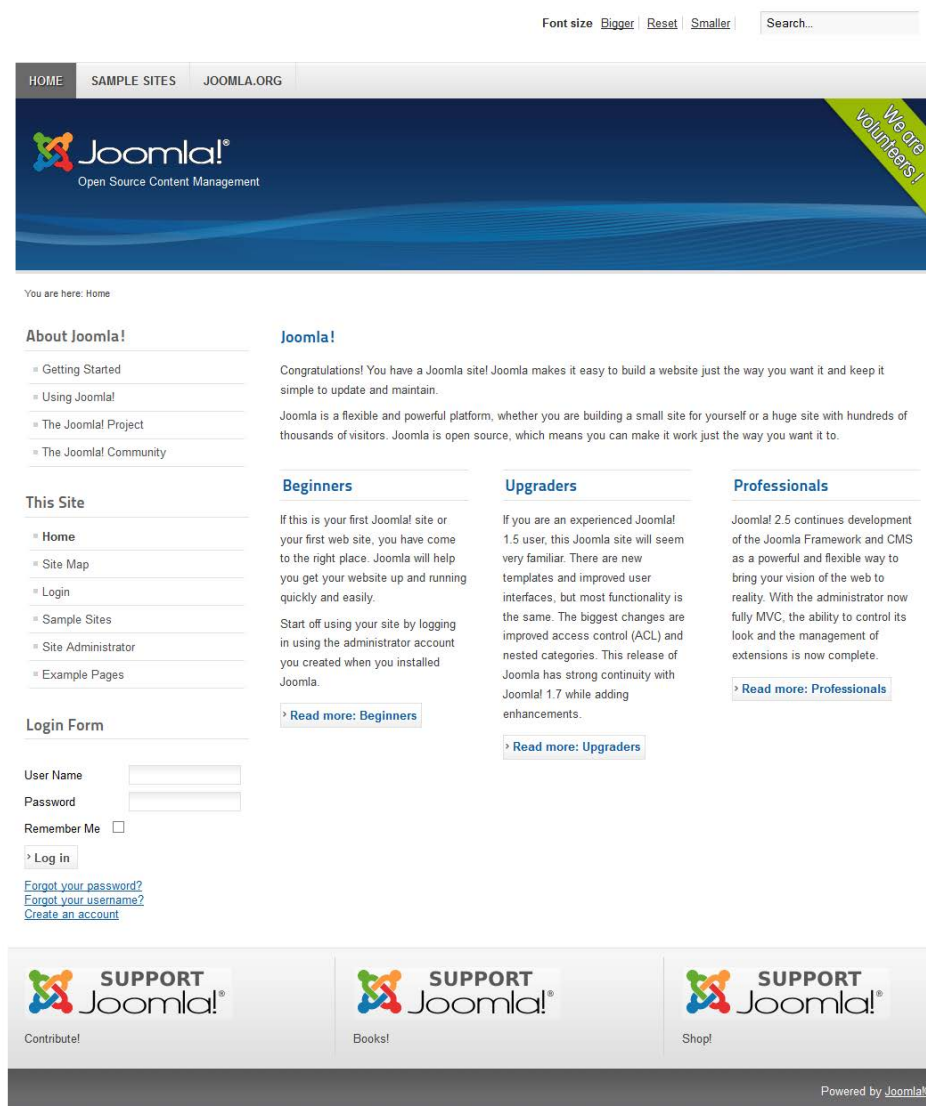 Font size Bigger Reset Smaller Search...
HOME SAMPLE SITES JOOMLA.ORG
Joomla!®
Open Source Content Management
We are
volunteers!
You are here: Home
About Joomla!
Getting Started
Using Joomla!
The Joomla! Project
The Joomla! Community
This Site
Home
Site Map
Login
Sample Sites
Site Administrator
Example Pages
Login Form
User Name
Password
Remember Me
Log in
Forgot your password?
Forgot your username?
Create an account
Joomla!
Congratulations! You have a Joomla site! Joomla makes it easy to build a website just the way you want it and keep it
simple to update and maintain.
Joomla is a flexible and powerful platform, whether you are building a small site for yourself or a huge site with hundreds of
thousands of visitors. Joomla is open source, which means you can make it work just the way you want it to.
Beginners
If this is your first Joomla! site or
your first web site, you have come
to the right place. Joomla will help
you get your website up and running
quickly and easily.
Start off using your site by logging
in using the administrator account
you created when you installed
Joomla.
Read more: Beginners
Upgraders
If you are an experienced Joomla!
1.5 user, this Joomla site will seem
very familiar. There are new
templates and improved user
interfaces, but most functionality is
the same. The biggest changes are
improved access control (ACL) and
nested categories. This release of
Joomla has strong continuity with
Joomla! 1.7 while adding
enhancements.
Read more: Upgraders
Professionals
Joomla! 2.5 continues development
of the Joomla Framework and CMS
as a powerful and flexible way to
bring your vision of the web to
reality. With the administrator now
fully MVC, the ability to control its
look and the management of
extensions is now complete.
Read more: Professionals
SUPPORT
Joomla!®
Contribute!
SUPPORT
Joomla!®
Books!
SUPPORT
Joomla!®
Shop!
Powered by Joomla!®